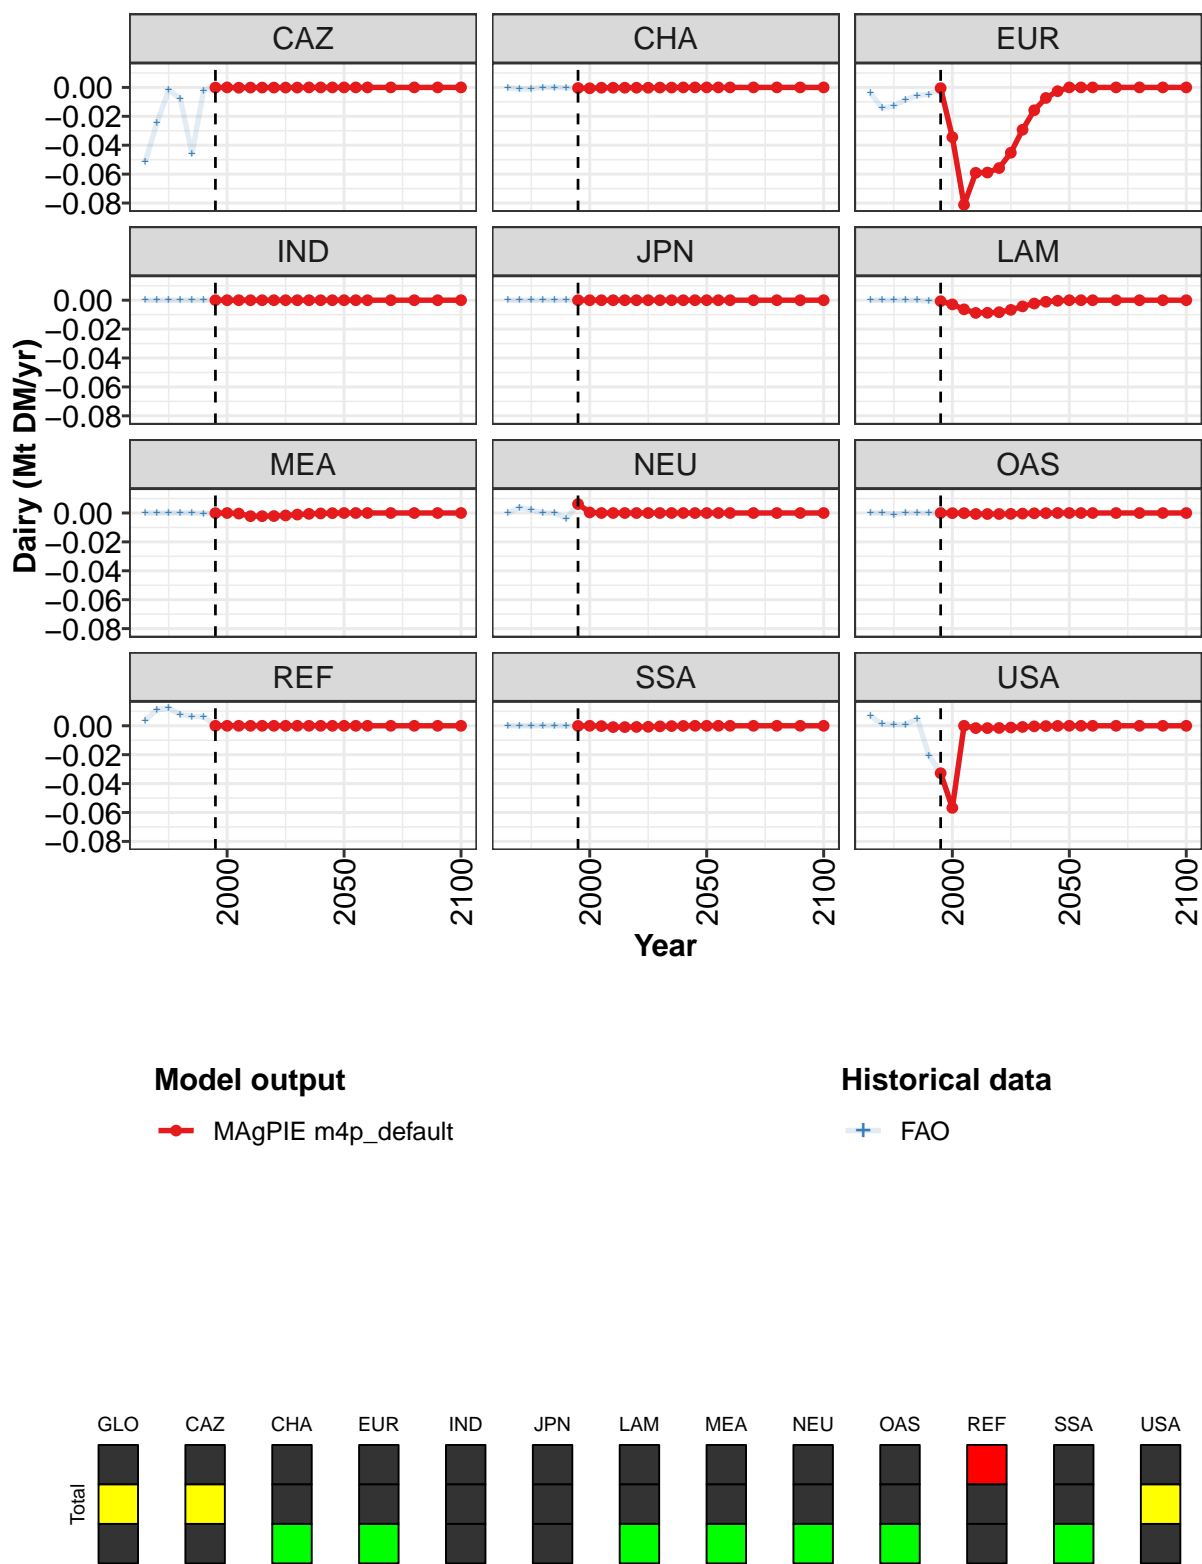 CAZ CHA EUR
0.00
−0.02
−0.04
−0.06
−0.08
IND JPN LAM
0.00
−0.02
−0.04
−0.06
−0.08
MEA NEU OAS
0.00
−0.02
−0.04
−0.06
−0.08
REF SSA USA
0.00
−0.02
−0.04
−0.06
−0.08
Dairy (Mt DM/yr)
2000 2050 2100 2000 2050 2100 2000 2050 2100
Year
Model output Historical data
MAgPIE m4p_default FAO
GLO CAZ CHA EUR IND JPN LAM MEA NEU OAS REF SSA USA
Total